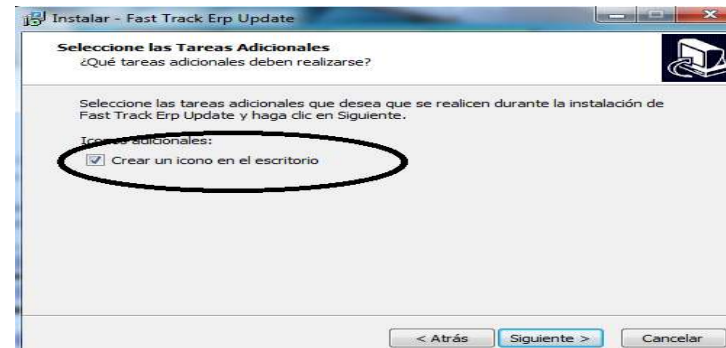 Instalar - Fast Track Erp Update
Seleccione las Tareas Adicionales
¿Qué tareas adicionales deben realizarse?
Seleccione las tareas adicionales que desea que se realicen durante la instalación de
Fast Track Erp Update y haga clic en Siguiente.
Iconos adicionales:
Crear un icono en el escritorio
< Atrás
Siguiente >
Cancelar